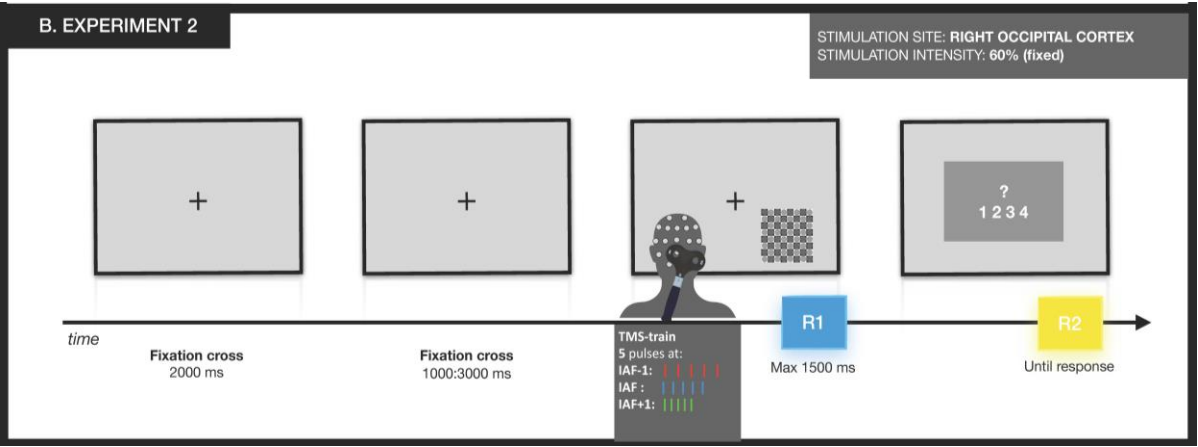 B. EXPERIMENT 2
STIMULATION SITE: RIGHT OCCIPITAL CORTEX
STIMULATION INTENSITY: 60% (fixed)
?
1 2 3 4
time
Fixation cross
2000 ms
Fixation cross
1000:3000 ms
TMS-train
5 pulses at:
IAF-1:
IAF :
IAF+1:
R1
Max 1500 ms
R2
Until response